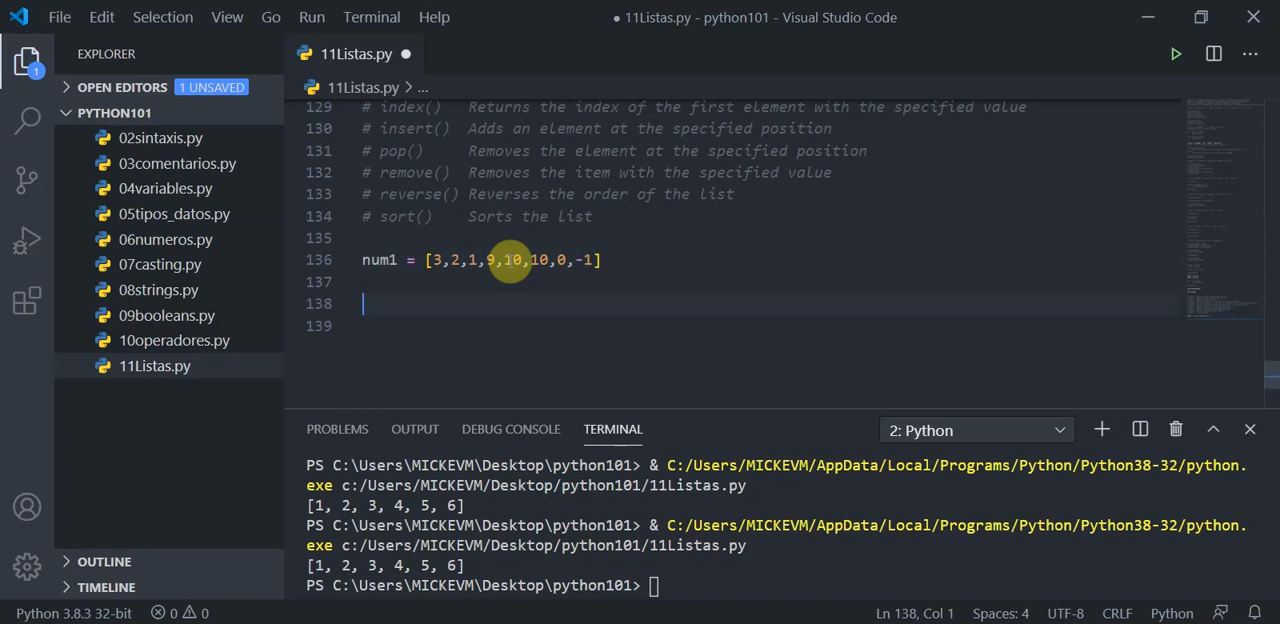 File Edit Selection View Go Run Terminal Help
● 11Listas.py - python101 - Visual Studio Code
EXPLORER
11Listas.py
OPEN EDITORS 1 UNSAVED
11Listas.py > ...
PYTHON101
02sintaxis.py
03comentarios.py
04variables.py
05tipos_datos.py
06numeros.py
07casting.py
08strings.py
09booleans.py
10operadores.py
11Listas.py
OUTLINE
TIMELINE
1
129 # index() Returns the index of the first element with the specified value
130 # insert() Adds an element at the specified position
131 # pop() Removes the element at the specified position
132 # remove() Removes the item with the specified value
133 # reverse() Reverses the order of the list
134 # sort() Sorts the list
135
136 num1 = [3,2,1,9,10,10,0,-1]
137
138
139
PROBLEMS OUTPUT DEBUG CONSOLE TERMINAL 2: Python
PS C:\Users\MICKEVM\Desktop\python101> & C:/Users/MICKEVM/AppData/Local/Programs/Python/Python38-32/python.
exe c:/Users/MICKEVM/Desktop/python101/11Listas.py
[1, 2, 3, 4, 5, 6]
PS C:\Users\MICKEVM\Desktop\python101> & C:/Users/MICKEVM/AppData/Local/Programs/Python/Python38-32/python.
exe c:/Users/MICKEVM/Desktop/python101/11Listas.py
[1, 2, 3, 4, 5, 6]
PS C:\Users\MICKEVM\Desktop\python101>
Python 3.8.3 32-bit 0 0 Ln 138, Col 1 Spaces: 4 UTF-8 CRLF Python